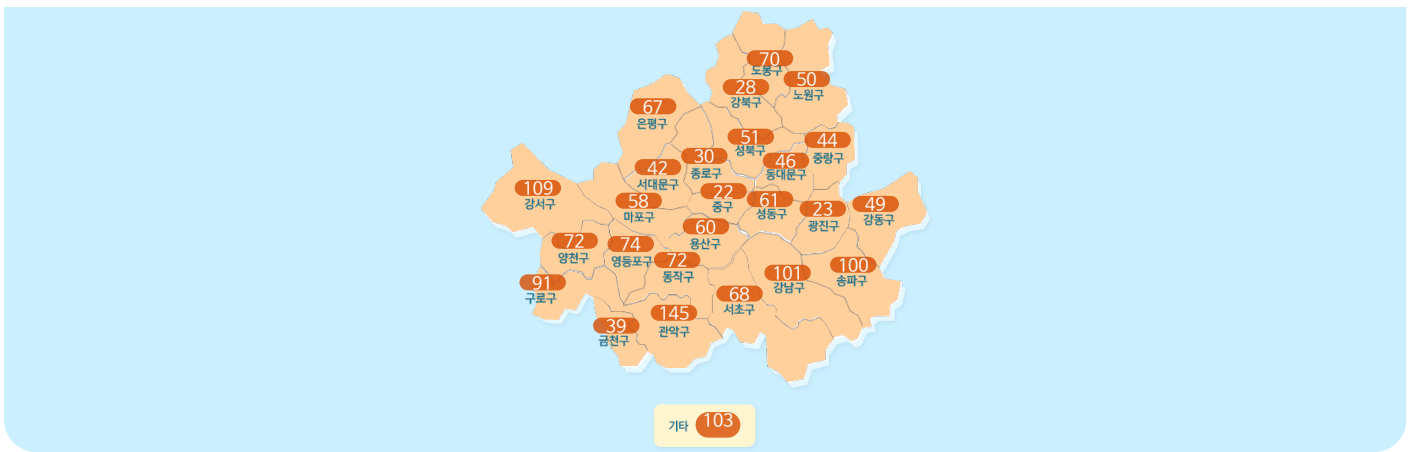 70
도봉구
50
노원구
28
강북구
67
은평구
51
성북구
44
중랑구
30
종로구
46
동대문구
42
서대문구
109
강서구
22
중구
61
성동구
58
마포구
23
광진구
49
강동구
60
용산구
72
양천구
74
영등포구
72
동작구
101
강남구
100
송파구
91
구로구
68
서초구
145
관악구
39
금천구
기타 103